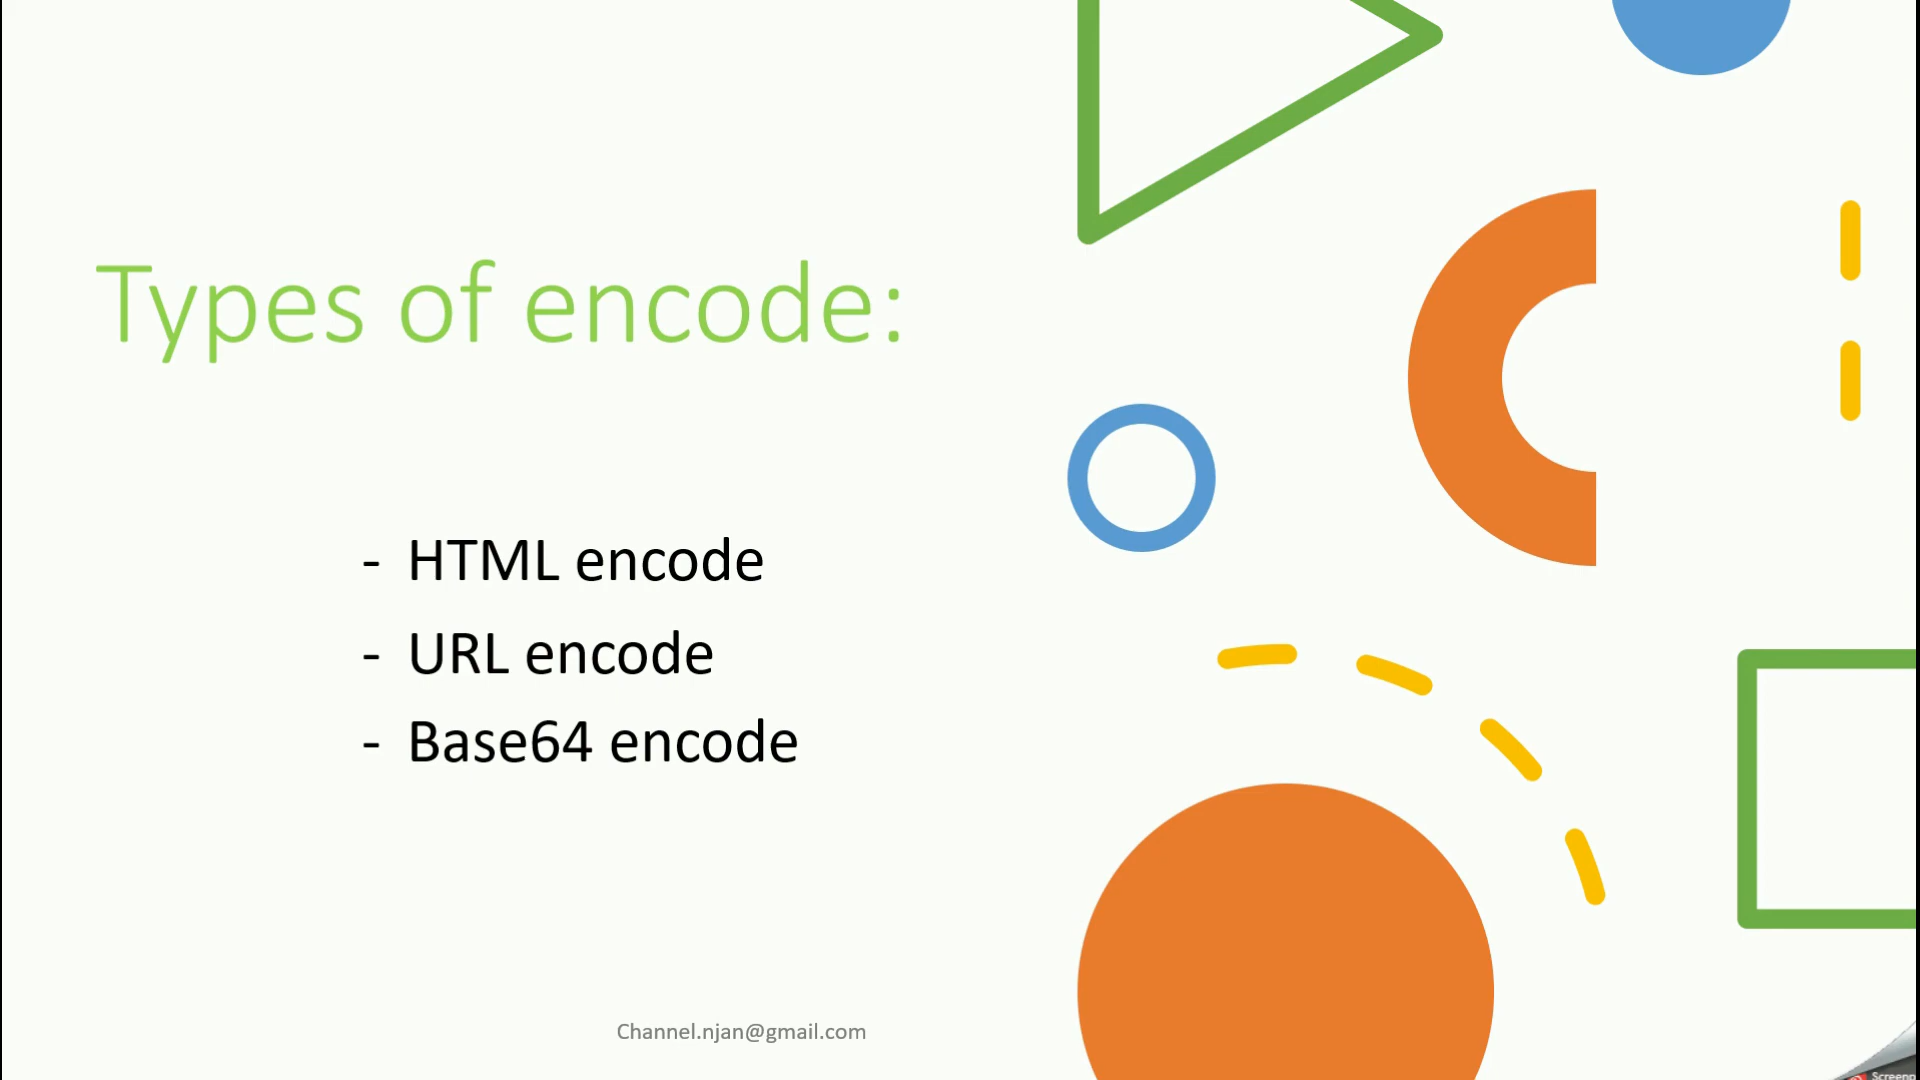 Types of encode:
- HTML encode
- URL encode
- Base64 encode
Channel.njan@gmail.com